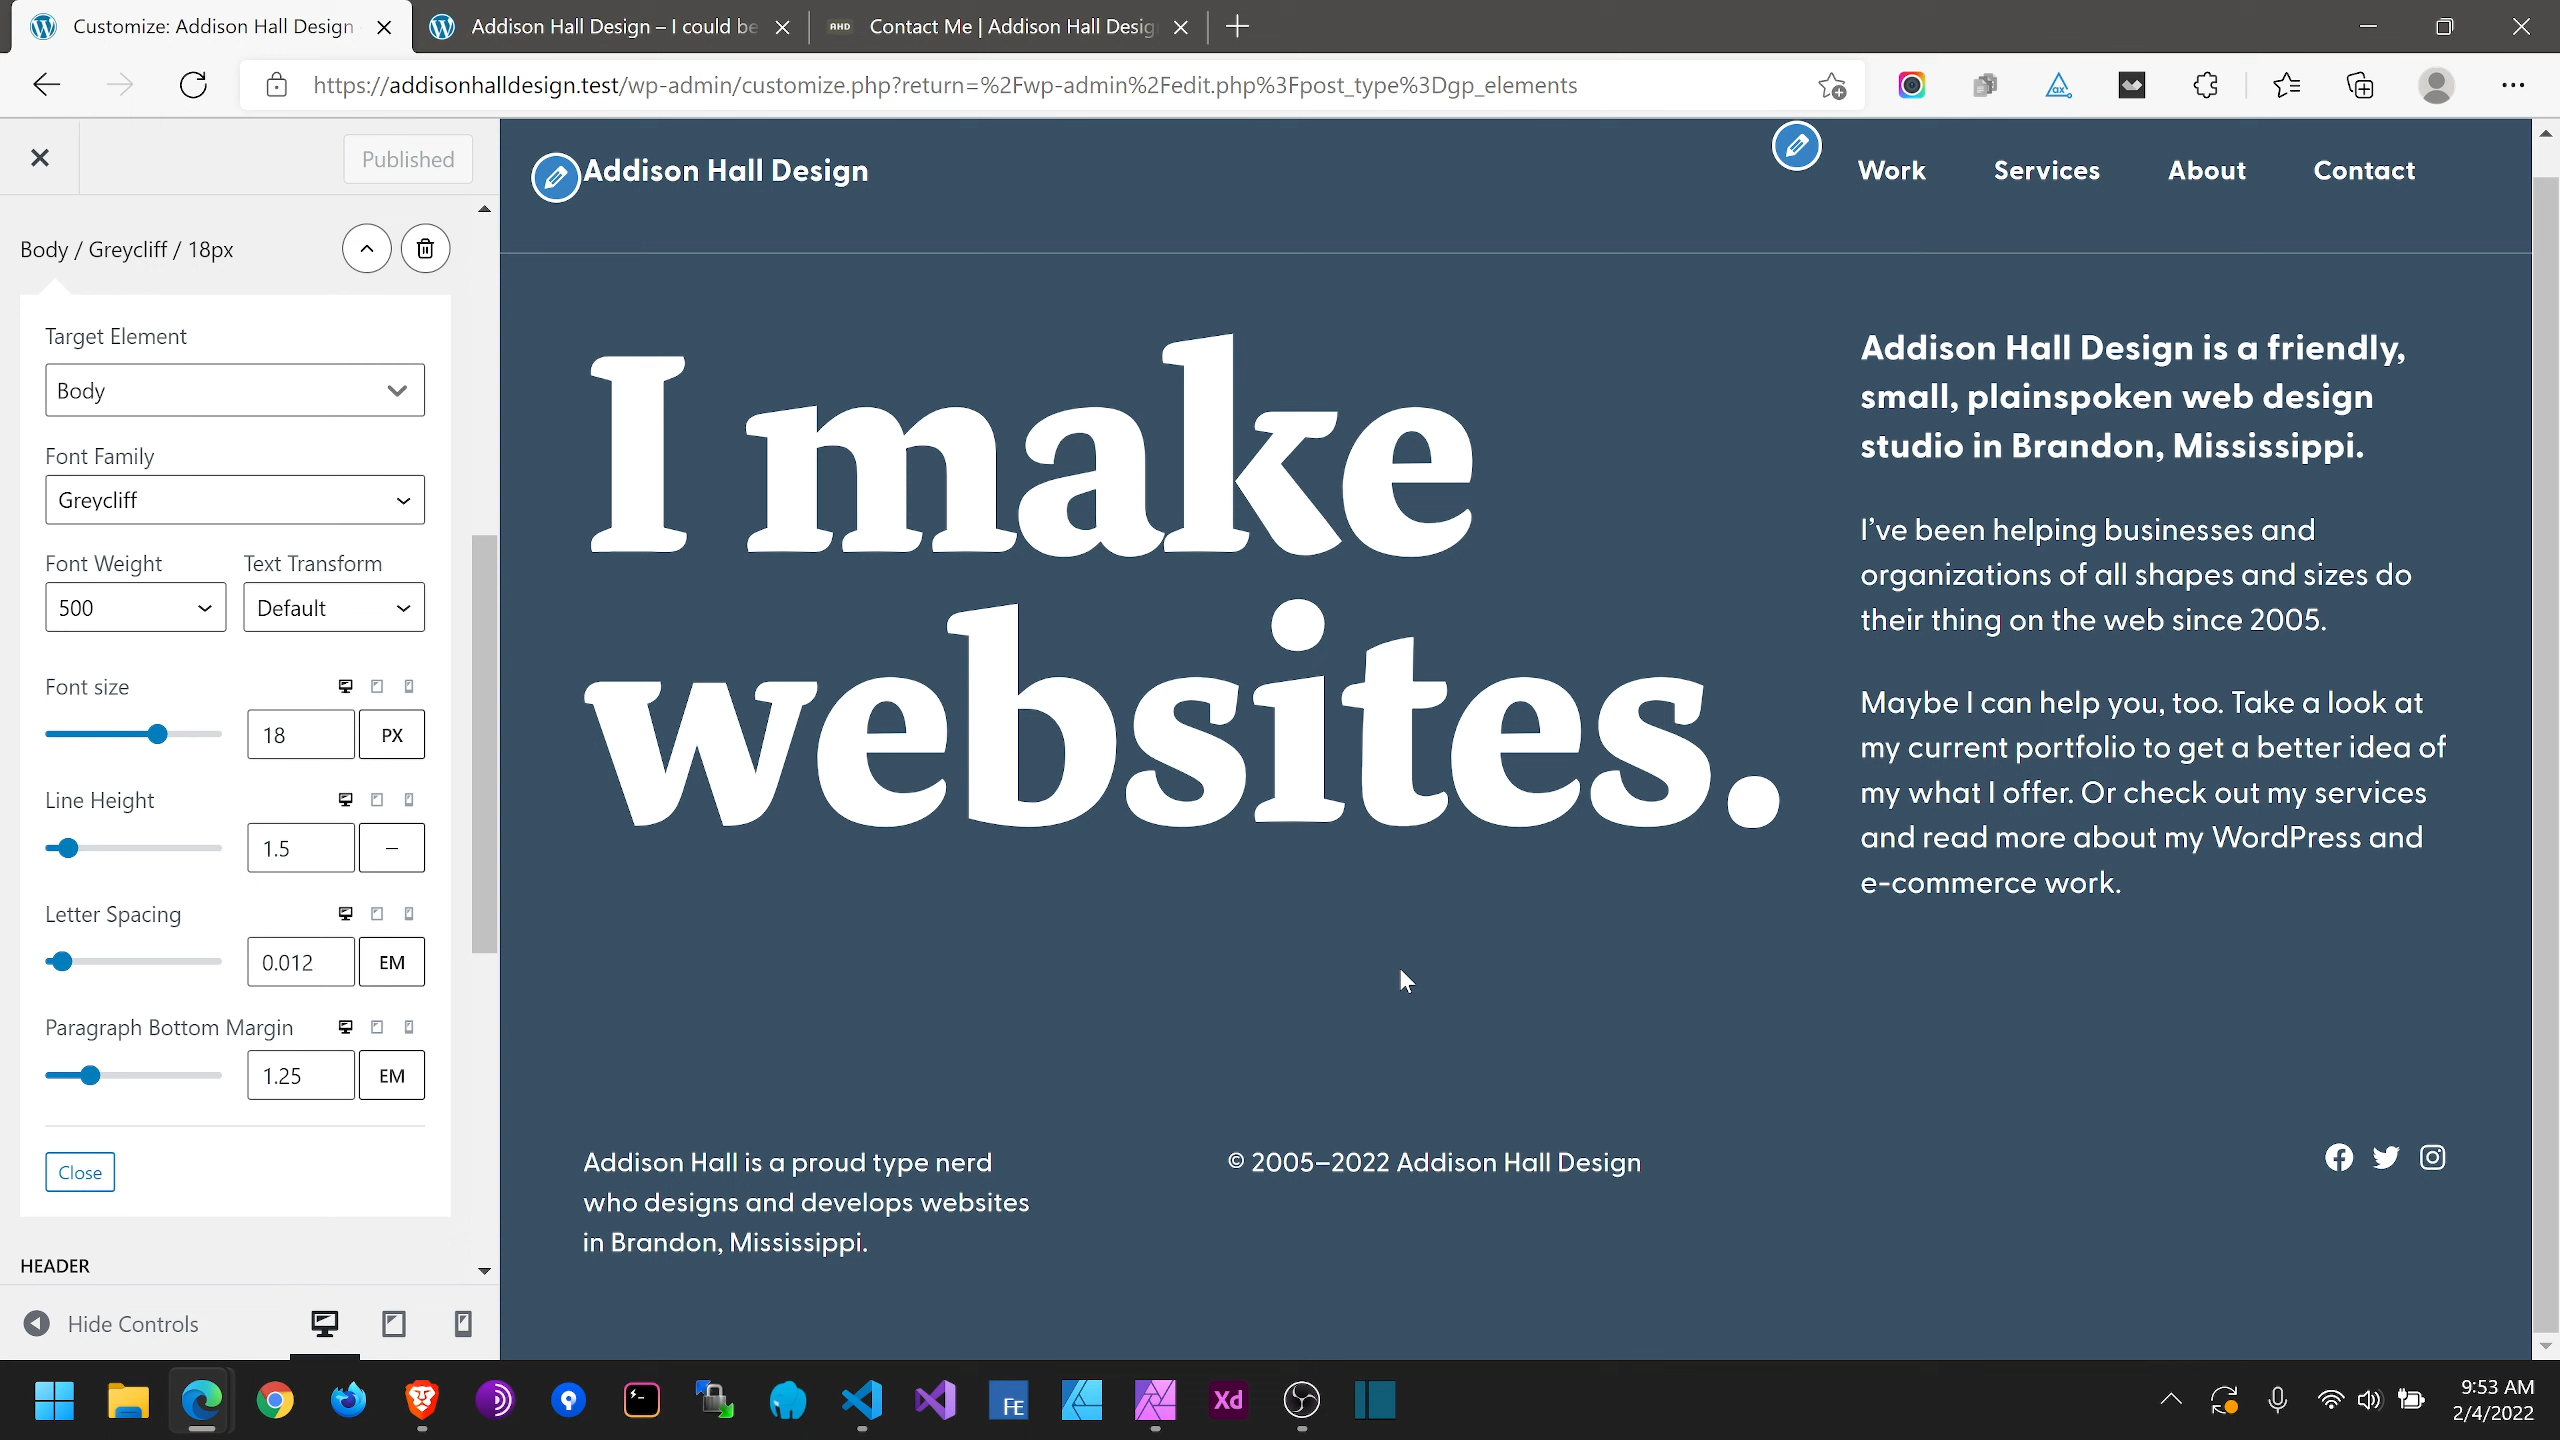 Customize: Addison Hall Design
Addison Hall Design – I could be
AHD
Contact Me | Addison Hall Desig
https://addisonhalldesign.test/wp-admin/customize.php?return=%2Fwp-admin%2Fedit.php%3Fpost_type%3Dgp_elements
Published
Body / Greycliff / 18px
Target Element
Body
Font Family
Greycliff
Font Weight
Text Transform
500
Default
Font size
18
PX
Line Height
1.5
—
Letter Spacing
0.012
EM
Paragraph Bottom Margin
1.25
EM
Close
HEADER
Hide Controls
Addison Hall Design
Work
Services
About
Contact
I make
websites.
Addison Hall Design is a friendly,
small, plainspoken web design
studio in Brandon, Mississippi.
I’ve been helping businesses and
organizations of all shapes and sizes do
their thing on the web since 2005.
Maybe I can help you, too. Take a look at
my current portfolio to get a better idea of
my what I offer. Or check out my services
and read more about my WordPress and
e-commerce work.
Addison Hall is a proud type nerd
who designs and develops websites
in Brandon, Mississippi.
© 2005–2022 Addison Hall Design
FE
Xd
9:53 AM
2/4/2022